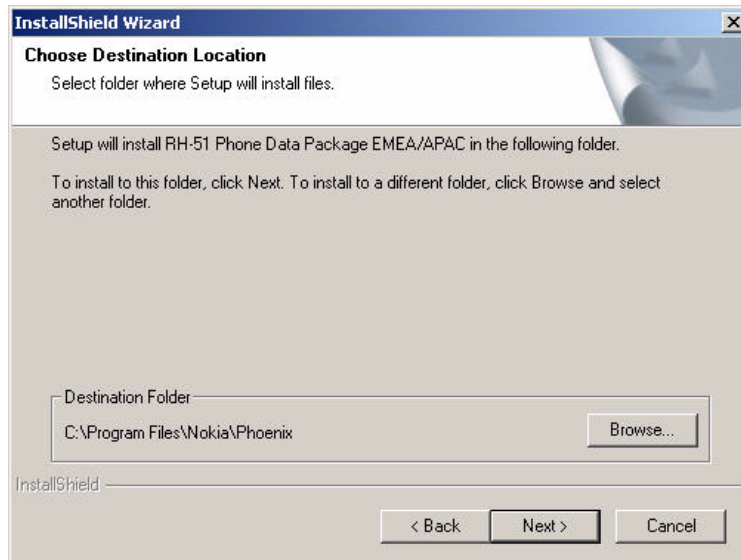 InstallShield Wizard
Choose Destination Location
Select folder where Setup will install files.
Setup will install RH-51 Phone Data Package EMEA/APAC in the following folder.
To install to this folder, click Next. To install to a different folder, click Browse and select
another folder.
Destination Folder
C:\Program Files\Nokia\Phoenix
Browse...
InstallShield
< Back
Next >
Cancel